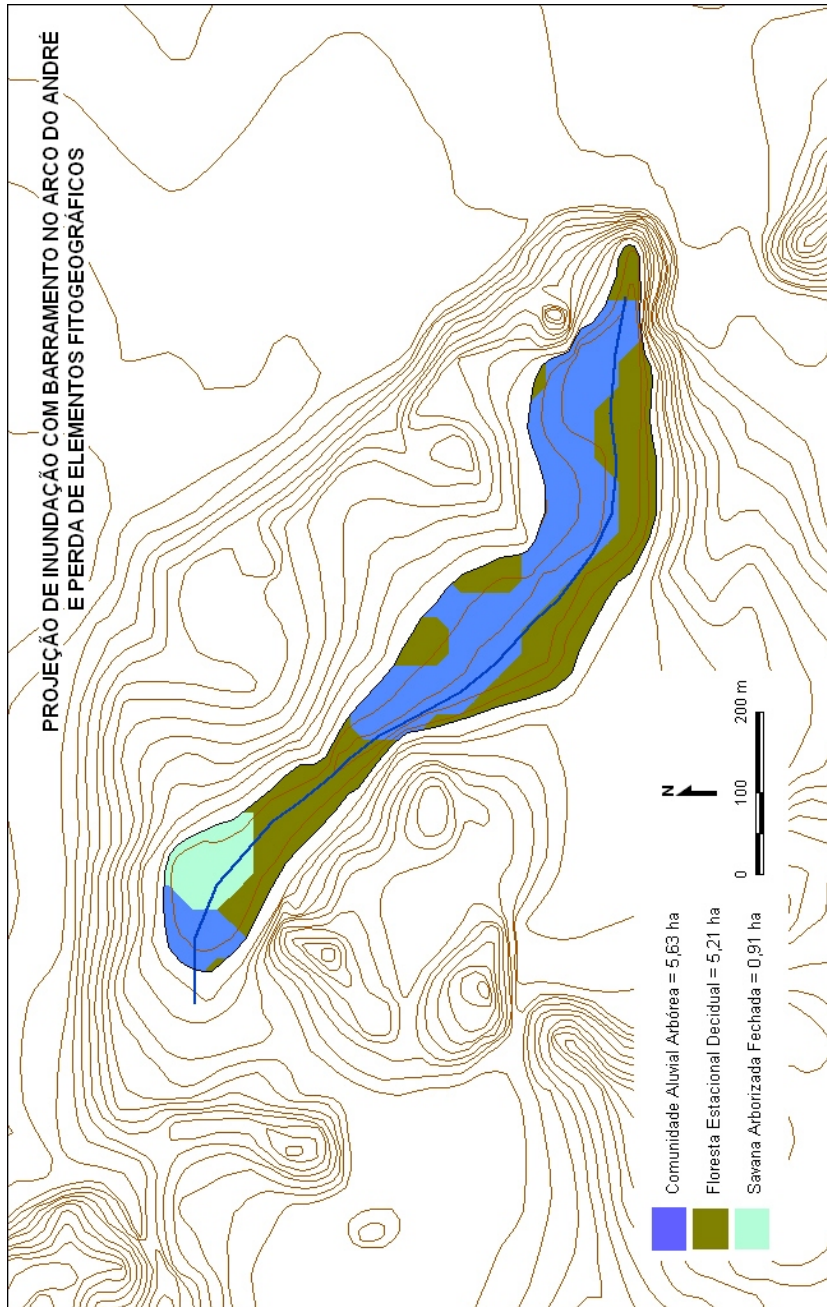 PROJEÇÃO DE INUNDAÇÃO COM BARRAMENTO NO ARCO DO ANDRÉ
E PERDA DE ELEMENTOS FITOGEOGRÁFICOS
Comunidade Aluvial Arbórea = 5,63 ha
Floresta Estacional Decidual = 5,21 ha
Savana Arborizada Fechada = 0,91 ha
N
0 100 200 m